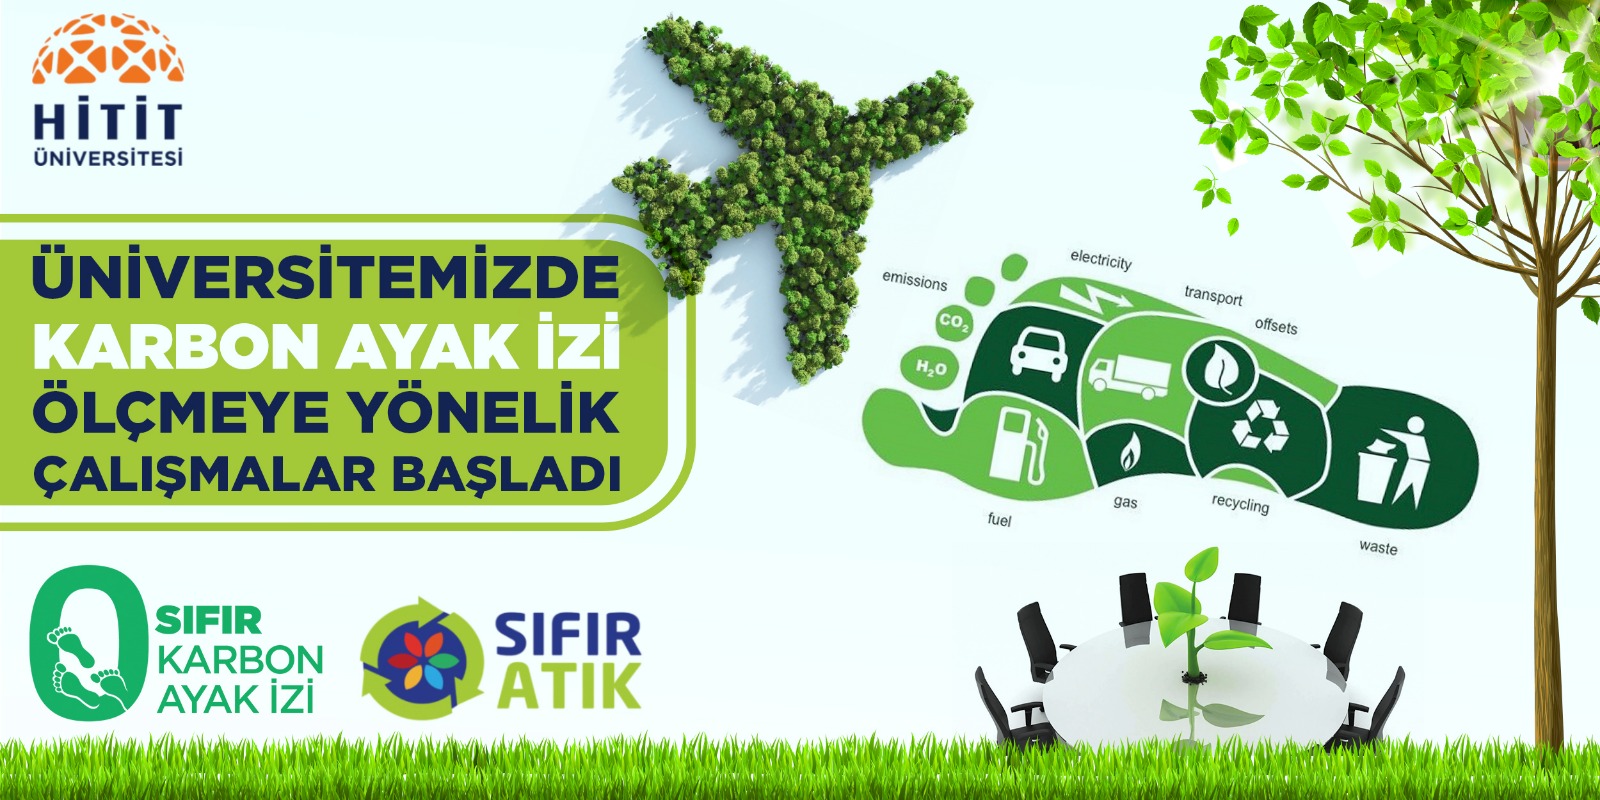 HİTİT
ÜNİVERSİTESİ
ÜNİVERSİTEMİZDE
KARBON AYAK İZİ
ÖLÇMEYE YÖNELİK
ÇALIŞMALAR BAŞLADI
emissions
electricity
transport
offsets
CO₂
H₂O
fuel
gas
recycling
waste
SIFIR
KARBON
AYAK İZİ
SIFIR
ATIK